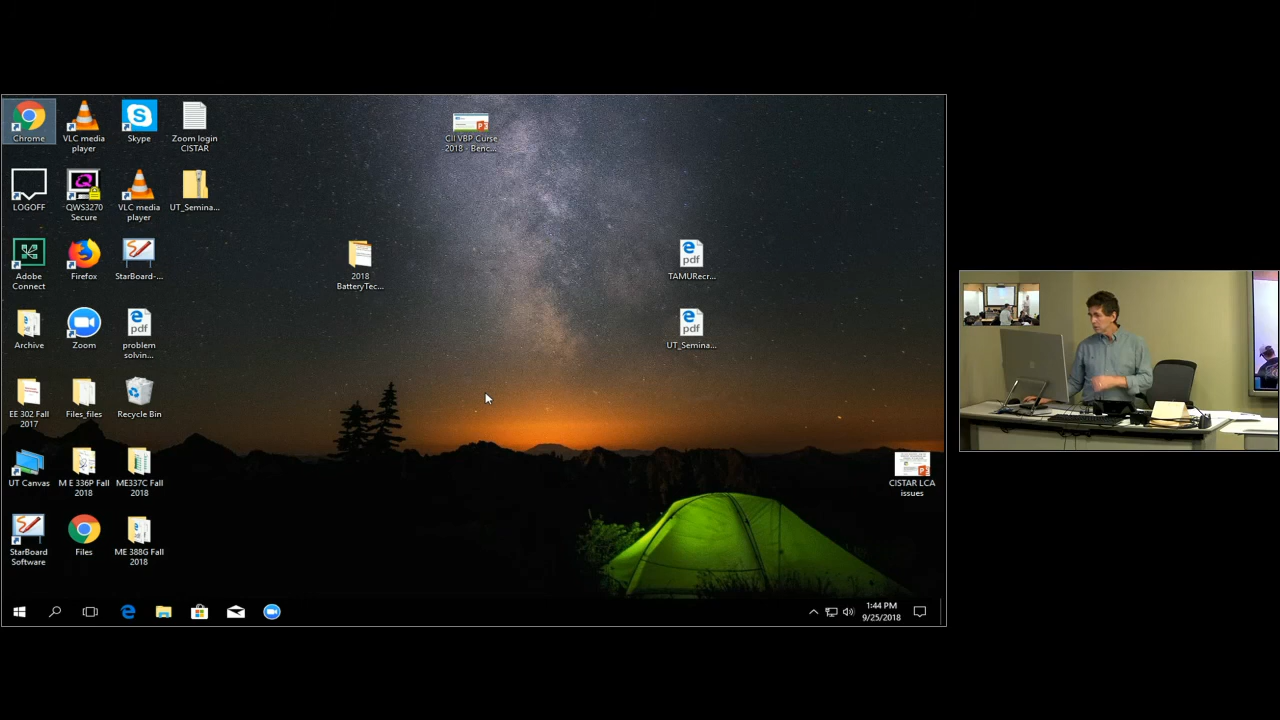 Chrome
VLC media
player
Skype
Zoom login
CISTAR
CII VBP Curse
2018 - Benc...
LOGOFF
QWS3270
Secure
VLC media
player
UT_Semina...
Adobe
Connect
Firefox
StarBoard-...
2018
BatteryTec...
pdf
TAMURecr...
Archive
Zoom
pdf
problem
solvin...
pdf
UT_Semina...
EE 302 Fall
2017
Files_files
Recycle Bin
UT Canvas
M E 336P Fall
2018
ME337C Fall
2018
CISTAR LCA
issues
StarBoard
Software
Files
ME 388G Fall
2018
1:44 PM
9/25/2018